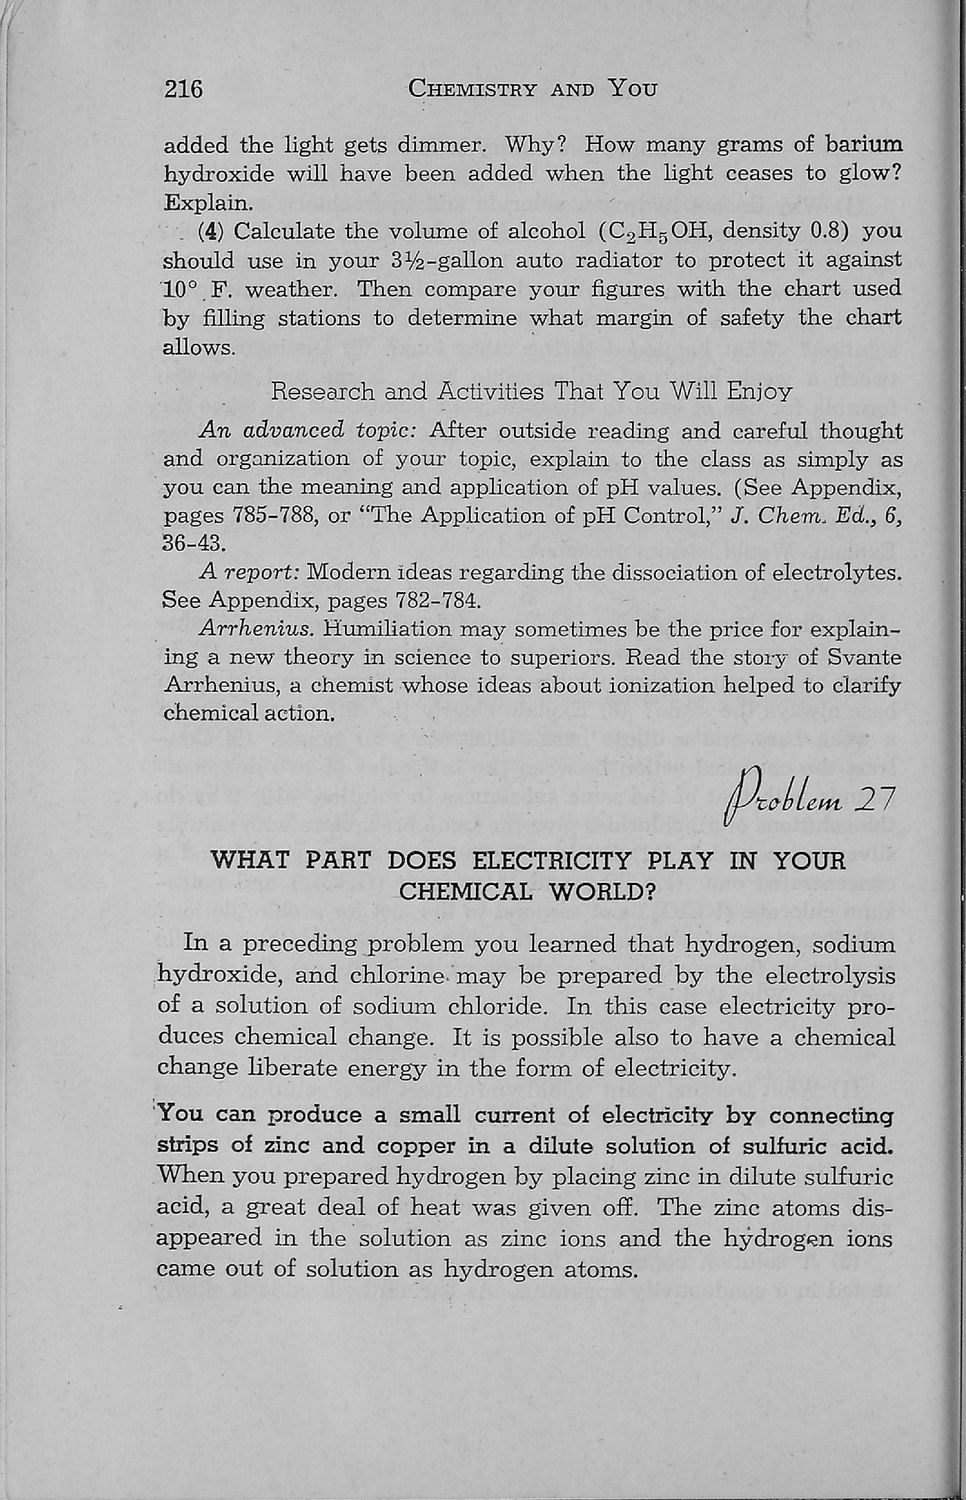 216 CHEMISTRY AND YOU
added the light gets dimmer. Why? How many grams of barium
hydroxide will have been added when the light ceases to glow?
Explain.
(4) Calculate the volume of alcohol (C₂H₅OH, density 0.8) you
should use in your 3½-gallon auto radiator to protect it against
10° F. weather. Then compare your figures with the chart used
by filling stations to determine what margin of safety the chart
allows.
Research and Activities That You Will Enjoy
An advanced topic: After outside reading and careful thought
and organization of your topic, explain to the class as simply as
you can the meaning and application of pH values. (See Appendix,
pages 785-788, or “The Application of pH Control,” J. Chem. Ed., 6,
36-43.
A report: Modern ideas regarding the dissociation of electrolytes.
See Appendix, pages 782-784.
Arrhenius. Humiliation may sometimes be the price for explain-
ing a new theory in science to superiors. Read the story of Svante
Arrhenius, a chemist whose ideas about ionization helped to clarify
chemical action.
Problem 27
WHAT PART DOES ELECTRICITY PLAY IN YOUR
CHEMICAL WORLD?
In a preceding problem you learned that hydrogen, sodium
hydroxide, and chlorine may be prepared by the electrolysis
of a solution of sodium chloride. In this case electricity pro-
duces chemical change. It is possible also to have a chemical
change liberate energy in the form of electricity.
You can produce a small current of electricity by connecting
strips of zinc and copper in a dilute solution of sulfuric acid.
When you prepared hydrogen by placing zinc in dilute sulfuric
acid, a great deal of heat was given off. The zinc atoms dis-
appeared in the solution as zinc ions and the hydrogen ions
came out of solution as hydrogen atoms.